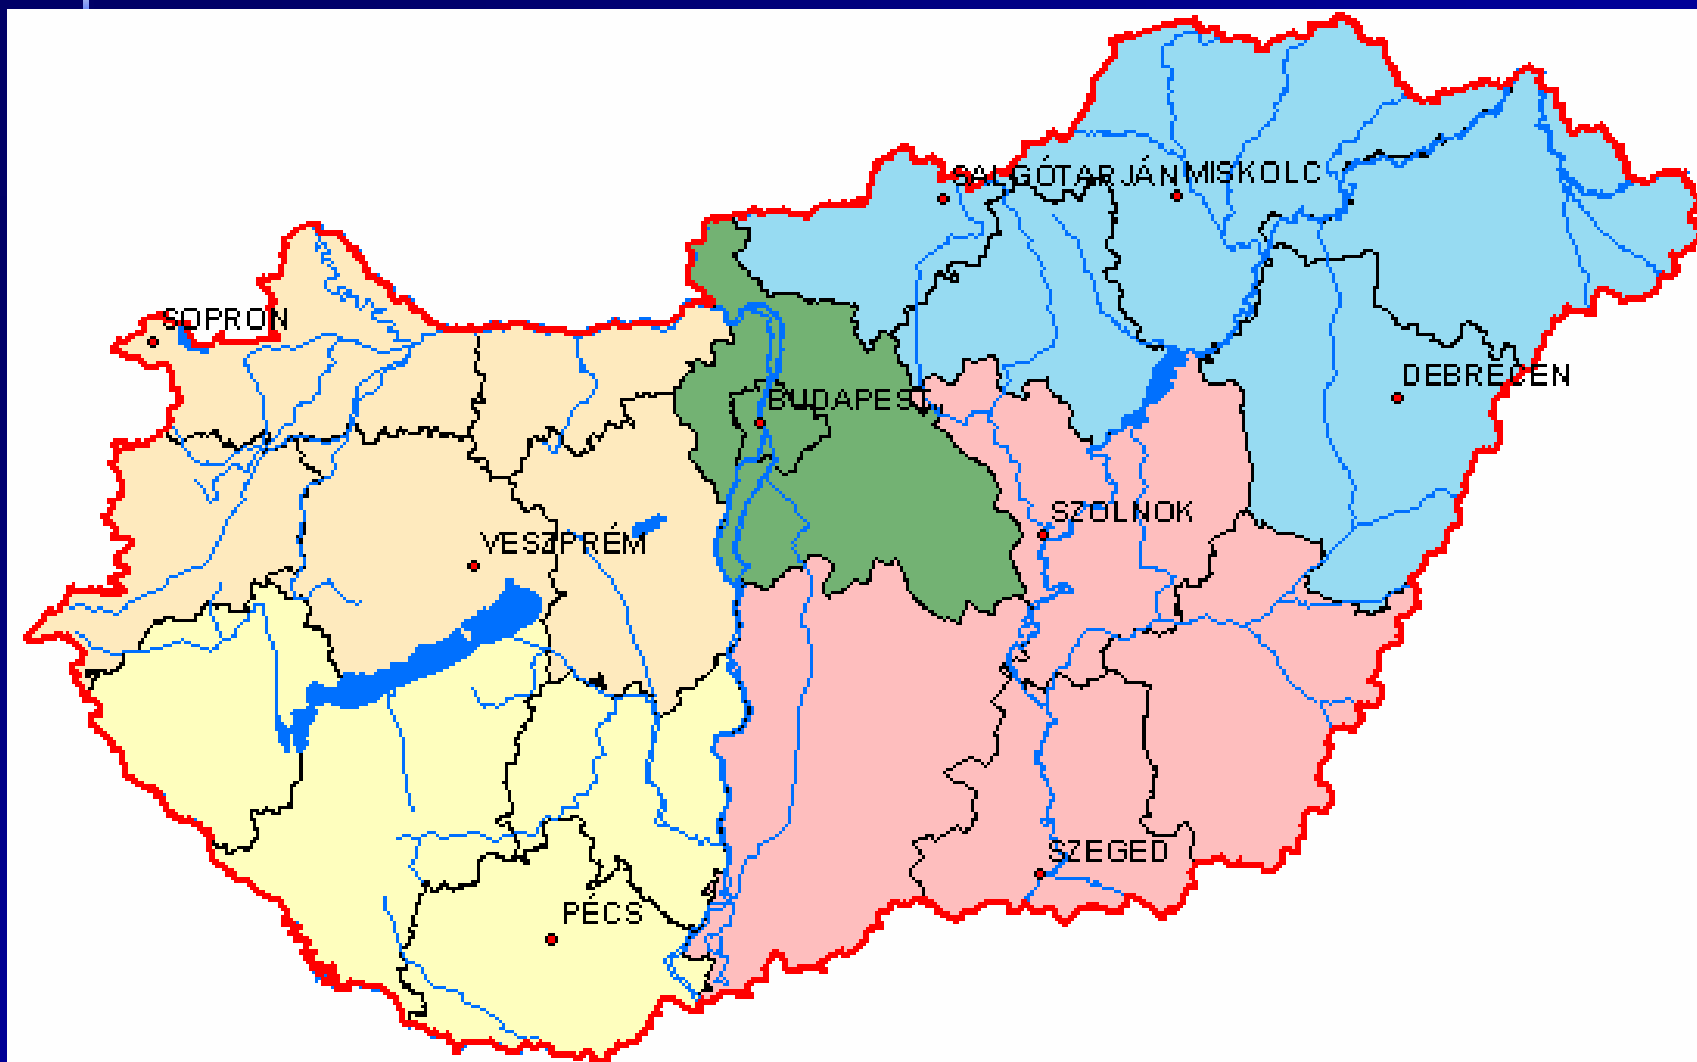 SALGÓTARJÁN
MISKOLC
SOPRON
DEBRECEN
BUDAPEST
SZOLNOK
VESZPRÉM
SZEGED
PÉCS